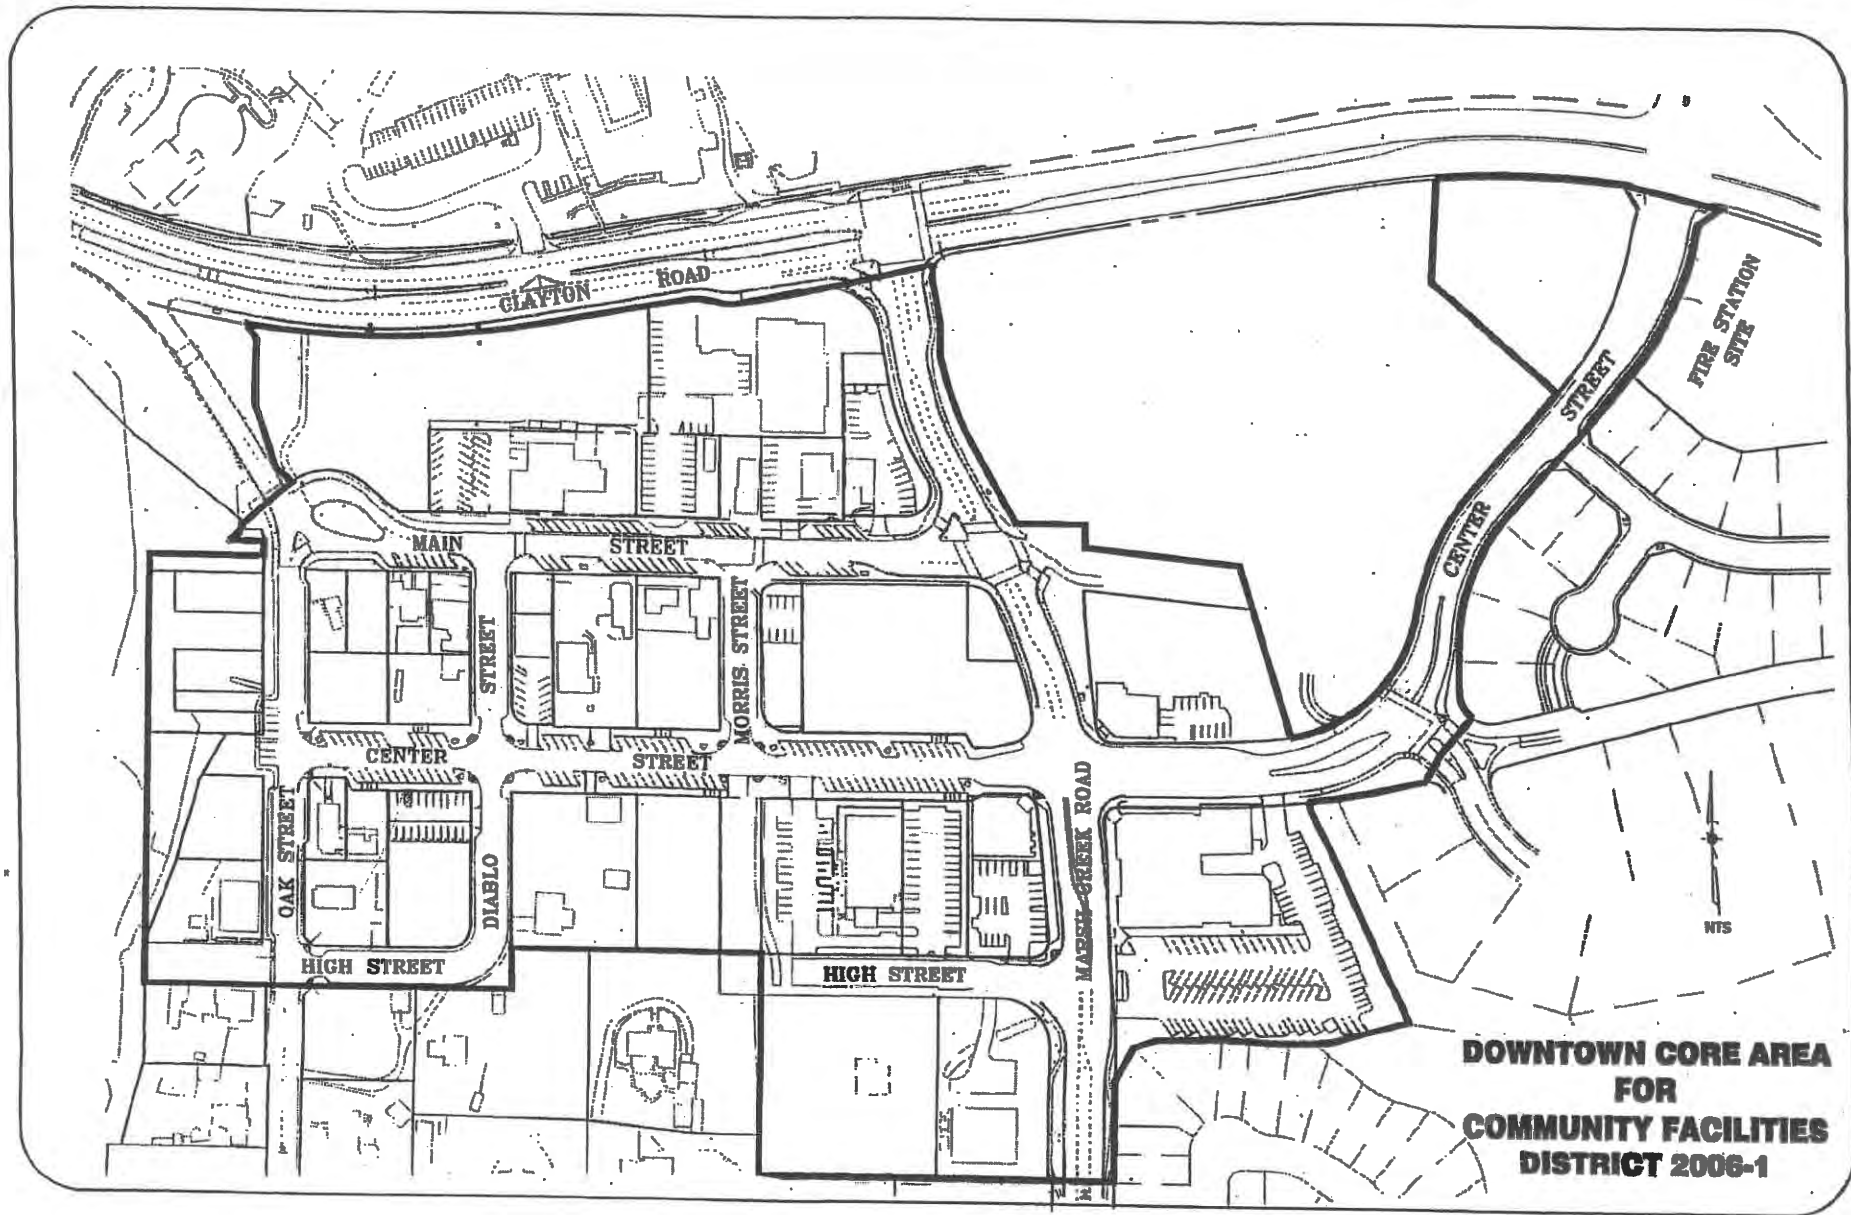 CLAYTON ROAD
FIRE STATION
SITE
STREET
CENTER
MAIN STREET
STREET
MORRIS STREET
CENTER STREET
OAK STREET
DIABLO
MARSH CREEK ROAD
HIGH STREET
HIGH STREET
NTS
DOWNTOWN CORE AREA
FOR
COMMUNITY FACILITIES
DISTRICT 2006-1